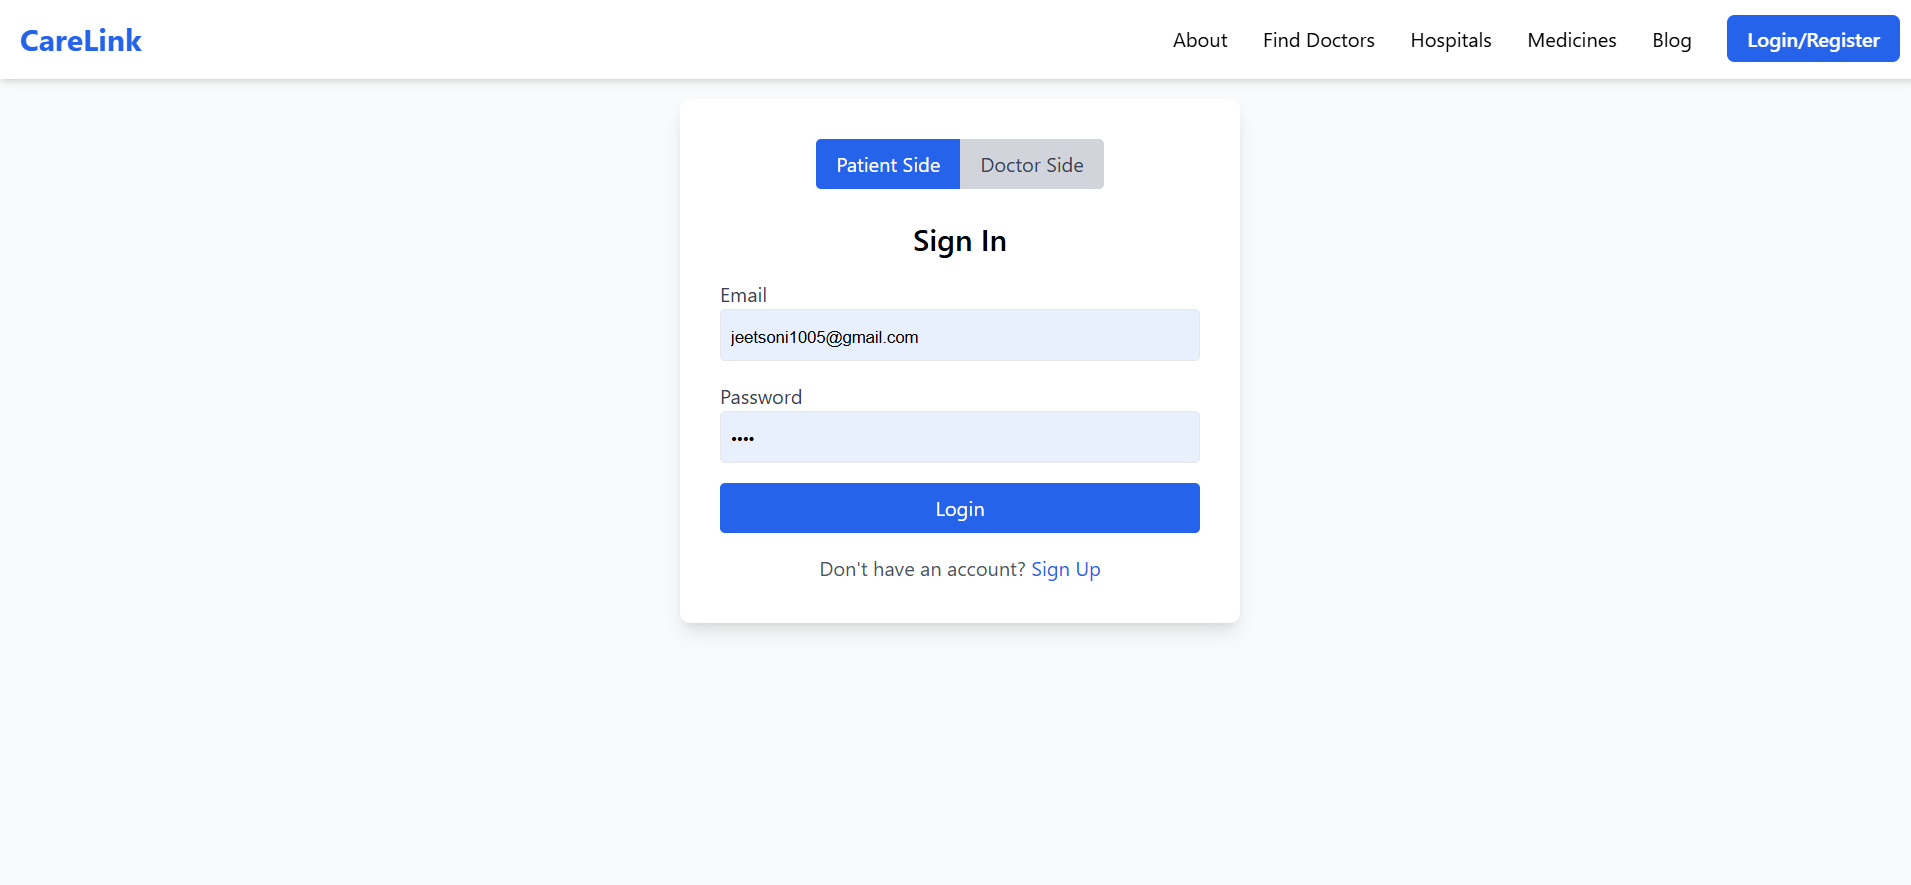 CareLink
About Find Doctors Hospitals Medicines Blog Login/Register
Patient Side Doctor Side
Sign In
Email
jeetsoni1005@gmail.com
Password
••••
Login
Don't have an account? Sign Up